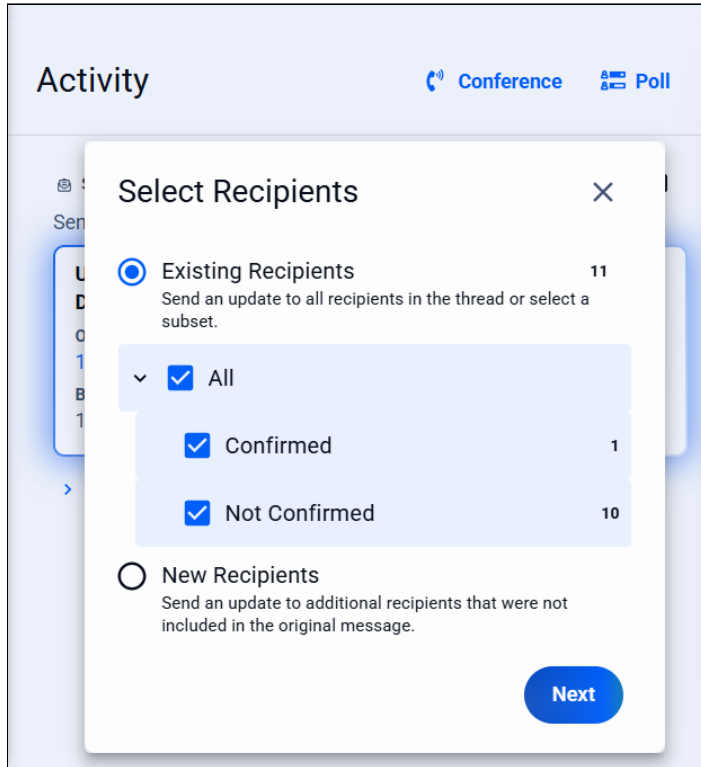 Activity
Conference
Poll
Select Recipients
Sen
Existing Recipients 11
Send an update to all recipients in the thread or select a
subset.
All
Confirmed 1
Not Confirmed 10
New Recipients
Send an update to additional recipients that were not
included in the original message.
Next